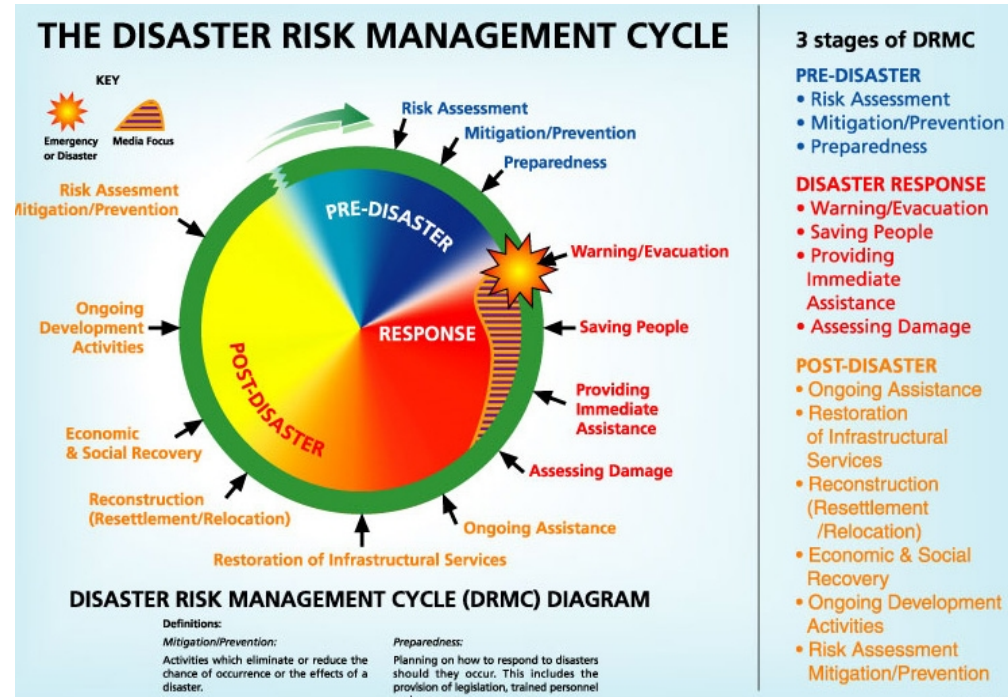 THE DISASTER RISK MANAGEMENT CYCLE
KEY
Emergency
or Disaster
Media Focus
Risk Assessment
Mitigation/Prevention
Preparedness
Warning/Evacuation
Saving People
Providing
Immediate
Assistance
Assessing Damage
Ongoing Assistance
Restoration of Infrastructural Services
Reconstruction
(Resettlement/Relocation)
Economic
& Social Recovery
Ongoing
Development
Activities
Risk Assesment
Mitigation/Prevention
PRE-DISASTER
RESPONSE
POST-DISASTER
DISASTER RISK MANAGEMENT CYCLE (DRMC) DIAGRAM
Definitions:
Mitigation/Prevention:
Activities which eliminate or reduce the
chance of occurrence or the effects of a
disaster.
Preparedness:
Planning on how to respond to disasters
should they occur. This includes the
provision of legislation, trained personnel
3 stages of DRMC
PRE-DISASTER
• Risk Assessment
• Mitigation/Prevention
• Preparedness
DISASTER RESPONSE
• Warning/Evacuation
• Saving People
• Providing
Immediate
Assistance
• Assessing Damage
POST-DISASTER
• Ongoing Assistance
• Restoration
of Infrastructural
Services
• Reconstruction
(Resettlement
/Relocation)
• Economic & Social
Recovery
• Ongoing Development
Activities
• Risk Assessment
Mitigation/Prevention